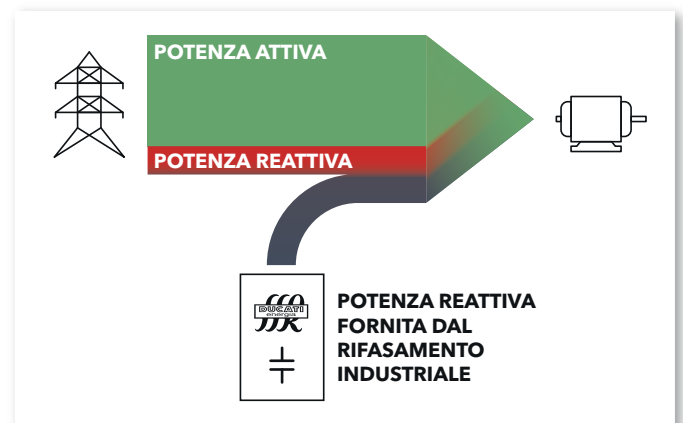 POTENZA ATTIVA
POTENZA REATTIVA
DUCATI
energia
POTENZA REATTIVA
FORNITA DAL
RIFASAMENTO
INDUSTRIALE